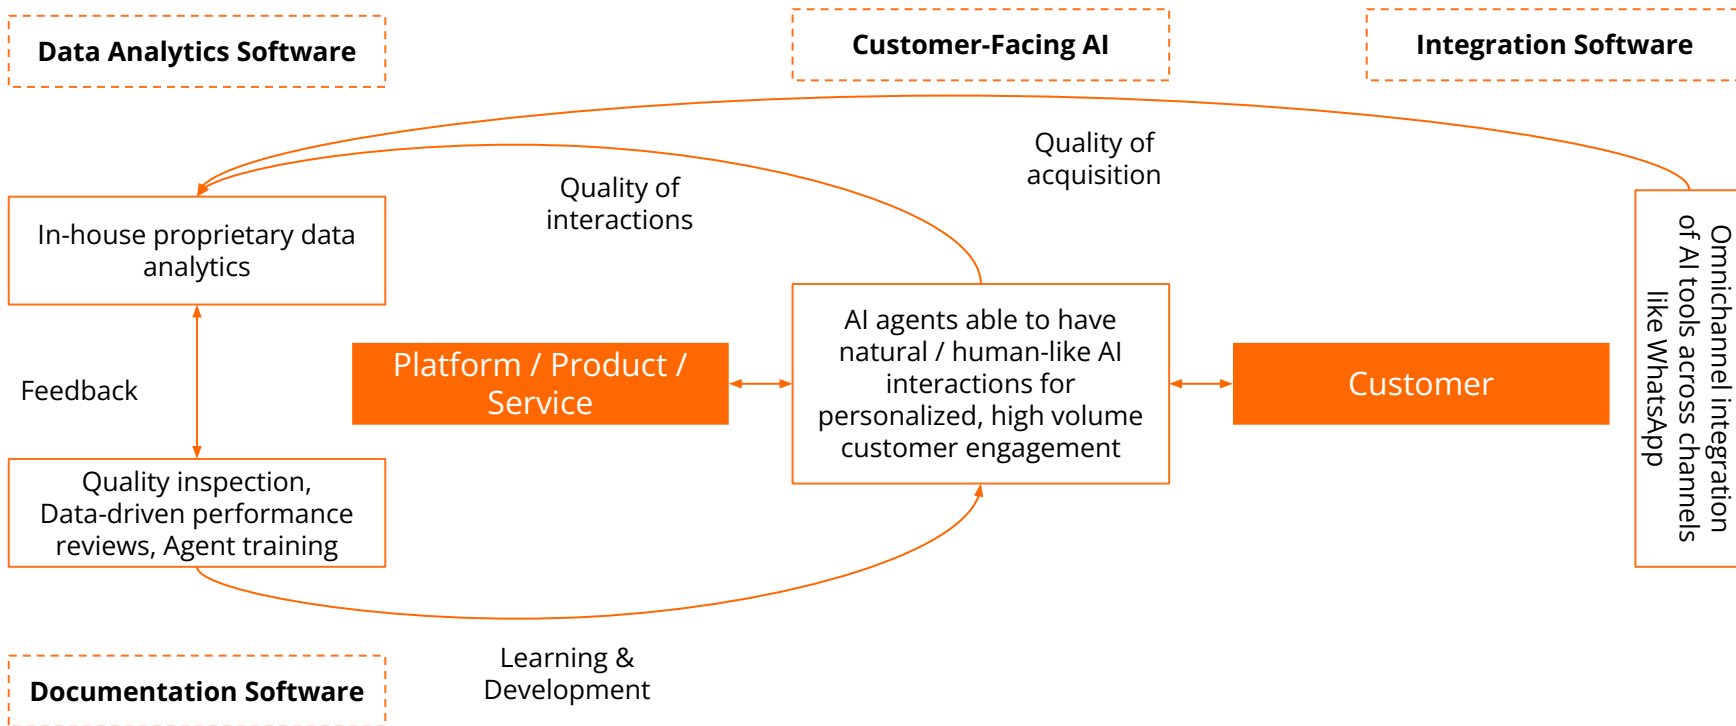 Data Analytics Software
Customer-Facing AI
Integration Software
Quality of
acquisition
Quality of
interactions
In-house proprietary data
analytics
Omnichannel integration
of AI tools across channels
like WhatsApp
AI agents able to have
natural / human-like AI
interactions for
personalized, high volume
customer engagement
Platform / Product /
Service
Customer
Feedback
Quality inspection,
Data-driven performance
reviews, Agent training
Learning &
Development
Documentation Software